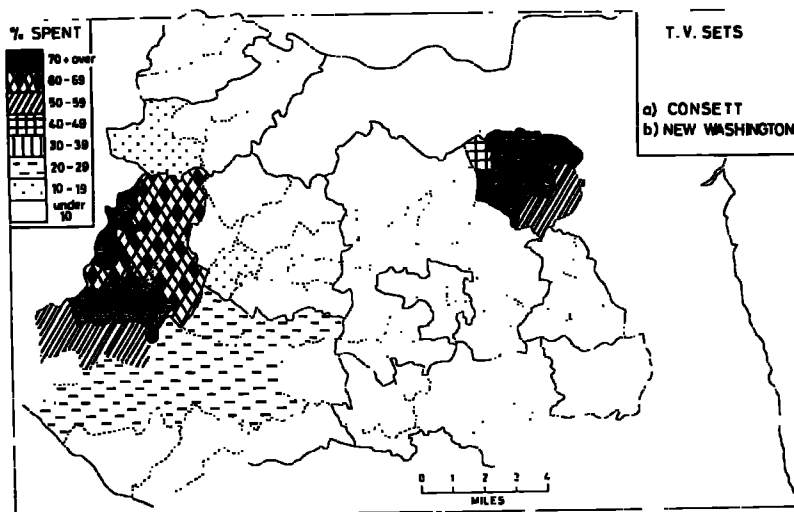 % SPENT
70 + over
60 - 69
50 - 59
40 - 49
30 - 39
20 - 29
10 - 19
under
10
T.V. SETS
a) CONSETT
b) NEW WASHINGTON
0 1 2 3 4
MILES